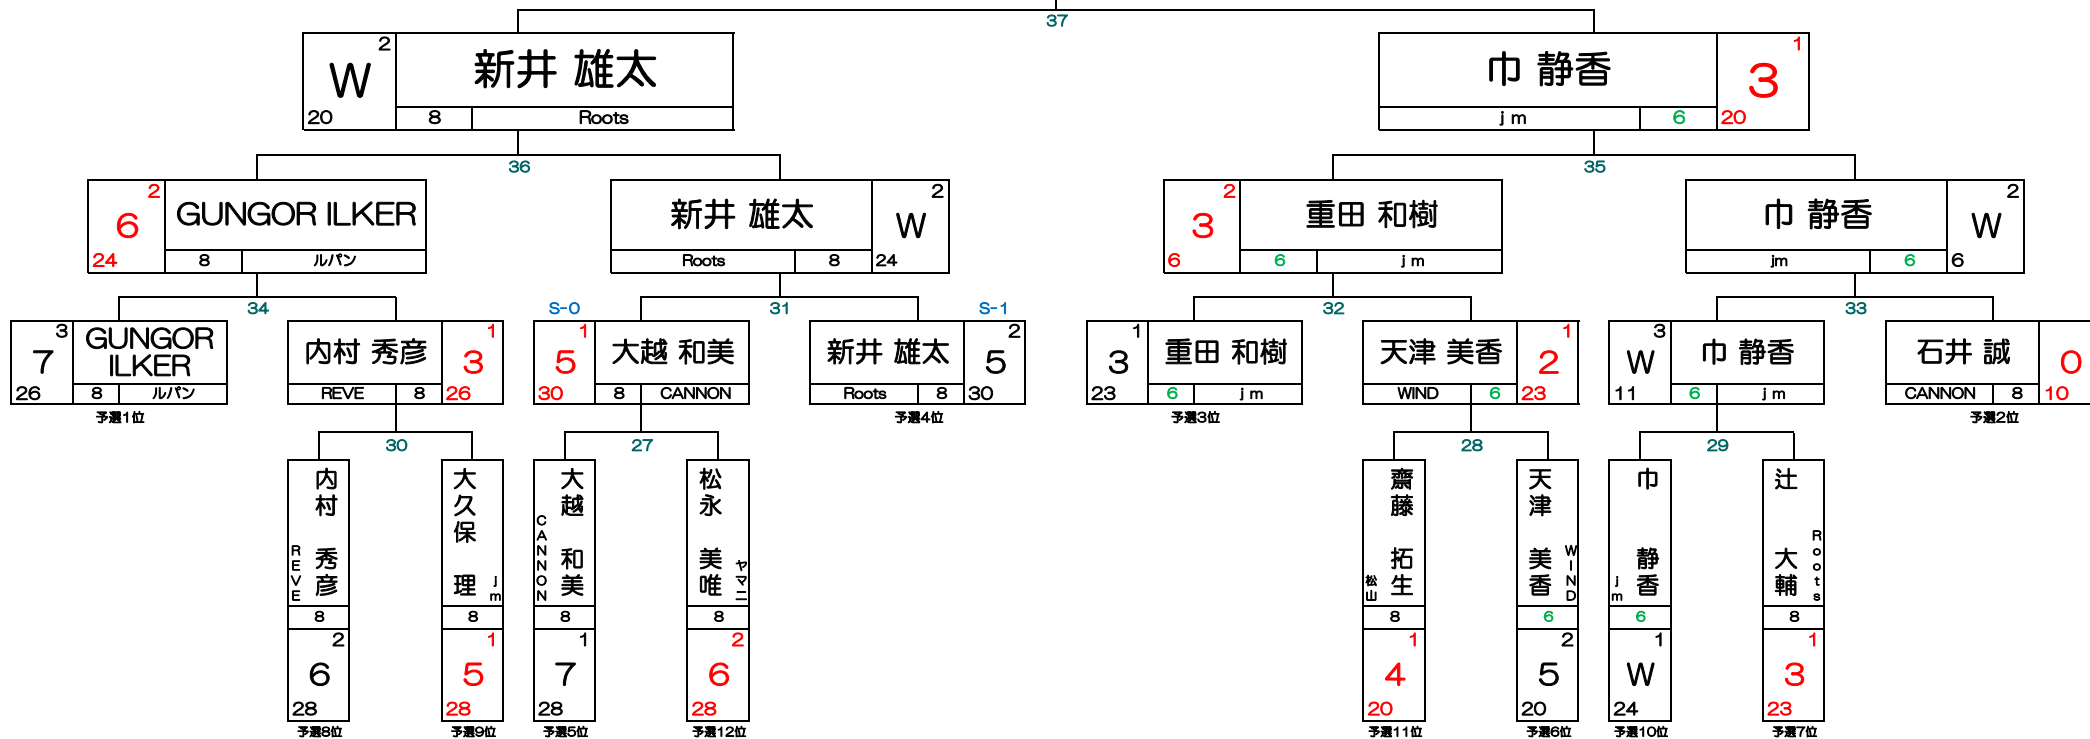 37
2
W
20
新井 雄太
8
Roots
巾 静香
jm
6
1
3
20
36
35
2
6
24
GUNGOR ILKER
8
ルパン
新井 雄太
Roots
8
2
W
24
2
3
6
重田 和樹
6
jm
巾 静香
jm
6
2
W
6
34
S-0
31
S-1
32
33
3
7
26
GUNGOR
ILKER
8
ルパン
予選1位
内村 秀彦
REVE
8
1
3
26
1
5
30
大越 和美
8
CANNON
新井 雄太
Roots
8
2
5
30
予選4位
1
3
23
重田 和樹
6
jm
予選3位
天津 美香
WIND
6
1
2
23
3
W
11
巾 静香
6
jm
石井 誠
CANNON
8
0
10
予選2位
30
27
28
29
内村 秀彦
REVE
8
2
6
28
予選8位
大久保 理
jm
8
1
5
28
予選9位
大越 和美
CANNON
8
1
7
28
予選5位
松永 美唯
ヤマニ
8
2
6
28
予選12位
齋藤 拓生
松山
8
1
4
20
予選11位
天津 美香
WIND
6
2
5
20
予選6位
巾 静香
jm
6
1
W
24
予選10位
辻 大輔
Roots
8
1
3
23
予選7位